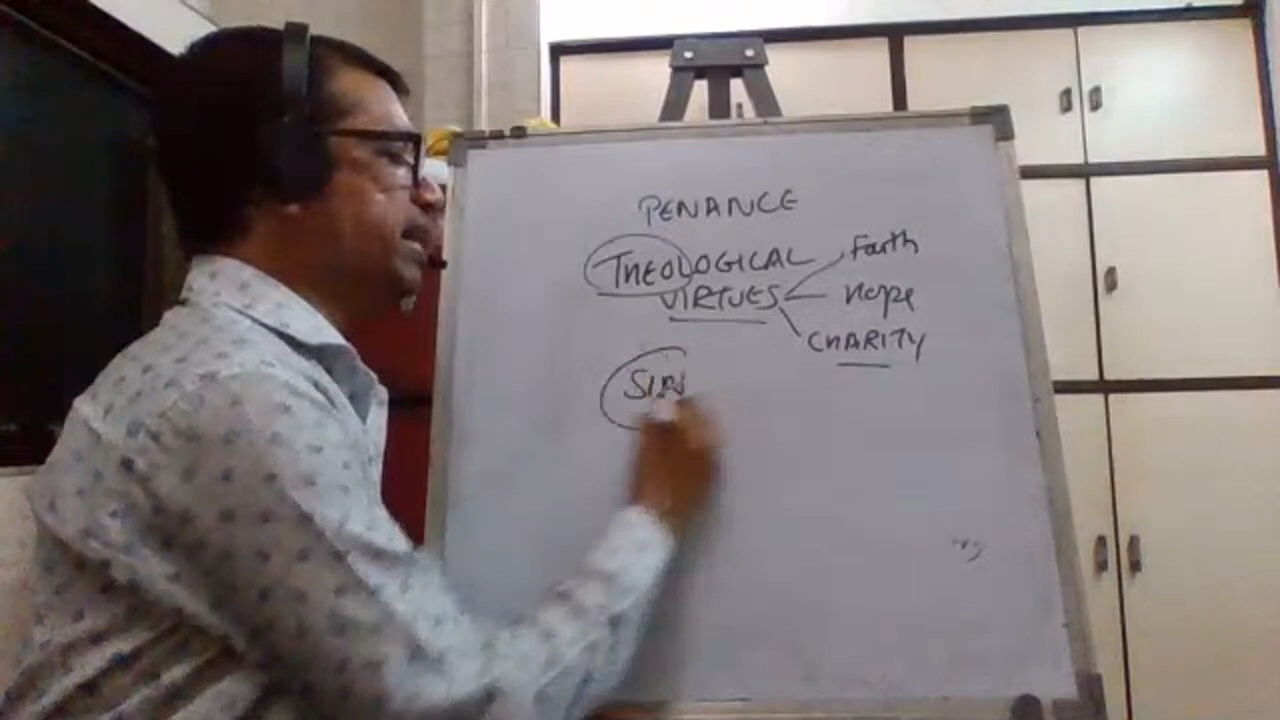 PENANCE
THEOLOGICAL
VIRTUES
Faith
Hope
CHARITY
SIN